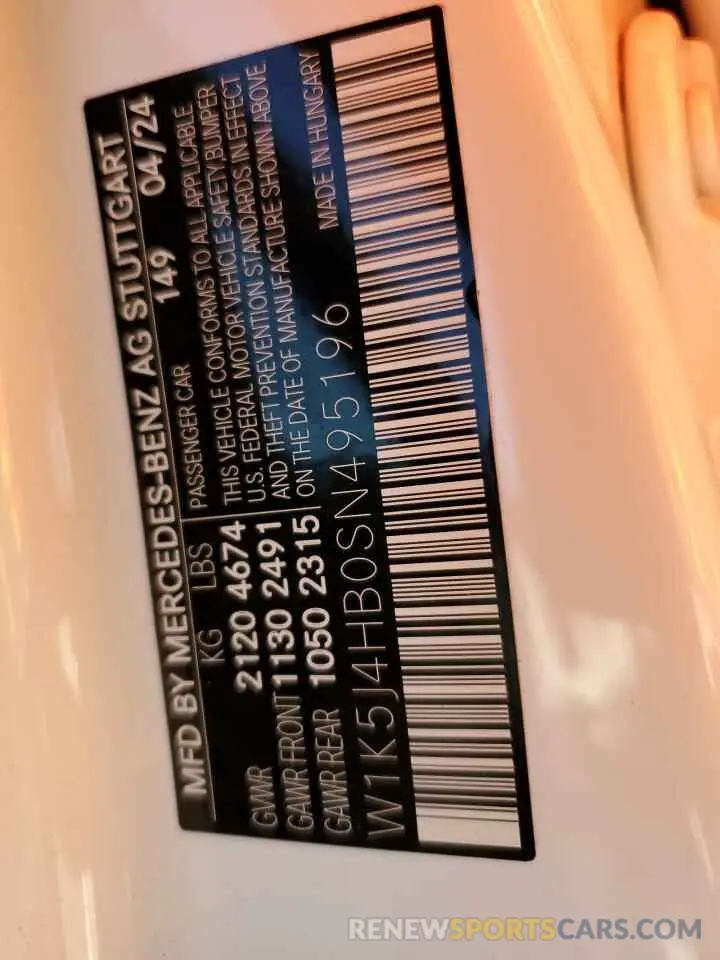 MFD BY MERCEDES-BENZ AG STUTTGART
KG LBS PASSENGER CAR 149 04/24
GVWR 2120 4674
GAWR FRONT 1130 2491
GAWR REAR 1050 2315
THIS VEHICLE CONFORMS TO ALL APPLICABLE
U.S. FEDERAL MOTOR VEHICLE SAFETY, BUMPER
AND THEFT PREVENTION STANDARDS IN EFFECT
ON THE DATE OF MANUFACTURE SHOWN ABOVE.
W1K5J4HB0SN495196 MADE IN HUNGARY
RENEWSPORTSCARS.COM